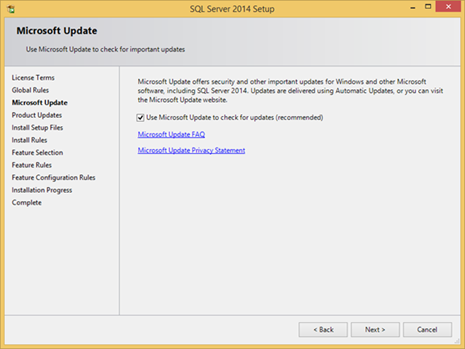 SQL Server 2014 Setup
Microsoft Update
Use Microsoft Update to check for important updates
License Terms
Global Rules
Microsoft Update
Product Updates
Install Setup Files
Install Rules
Feature Selection
Feature Rules
Feature Configuration Rules
Installation Progress
Complete
Microsoft Update offers security and other important updates for Windows and other Microsoft
software, including SQL Server 2014. Updates are delivered using Automatic Updates, or you can visit
the Microsoft Update website.
Use Microsoft Update to check for updates (recommended)
Microsoft Update FAQ
Microsoft Update Privacy Statement
< Back
Next >
Cancel